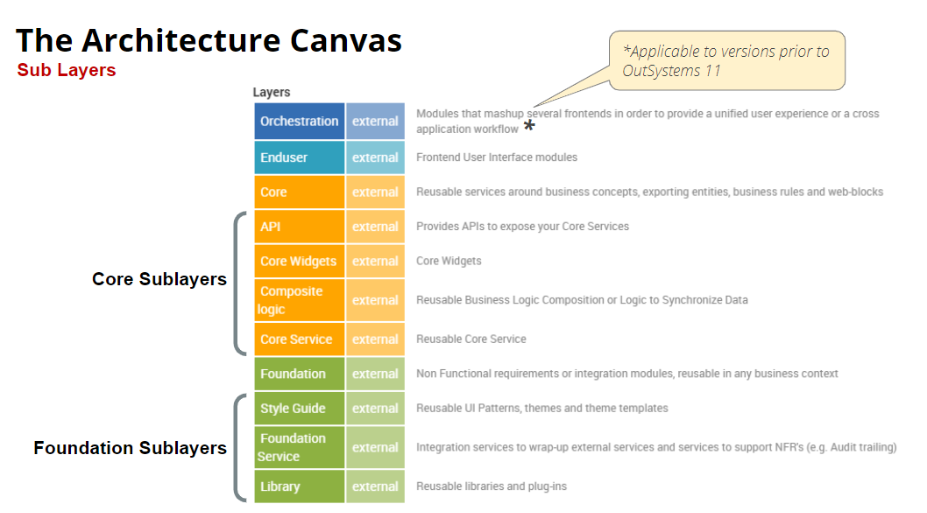 The Architecture Canvas
Sub Layers
*Applicable to versions prior to
OutSystems 11
Layers
Orchestration external Modules that mashup several frontends in order to provide a unified user experience or a cross
application workflow *
Enduser external Frontend User Interface modules
Core external Reusable services around business concepts, exporting entities, business rules and web-blocks
API external Provides APIs to expose your Core Services
Core Widgets external Core Widgets
Core Sublayers
Composite
logic external Reusable Business Logic Composition or Logic to Synchronize Data
Core Service external Reusable Core Service
Foundation external Non Functional requirements or integration modules, reusable in any business context
Style Guide external Reusable UI Patterns, themes and theme templates
Foundation Sublayers
Foundation
Service external Integration services to wrap-up external services and services to support NFR's (e.g. Audit trailing)
Library external Reusable libraries and plug-ins